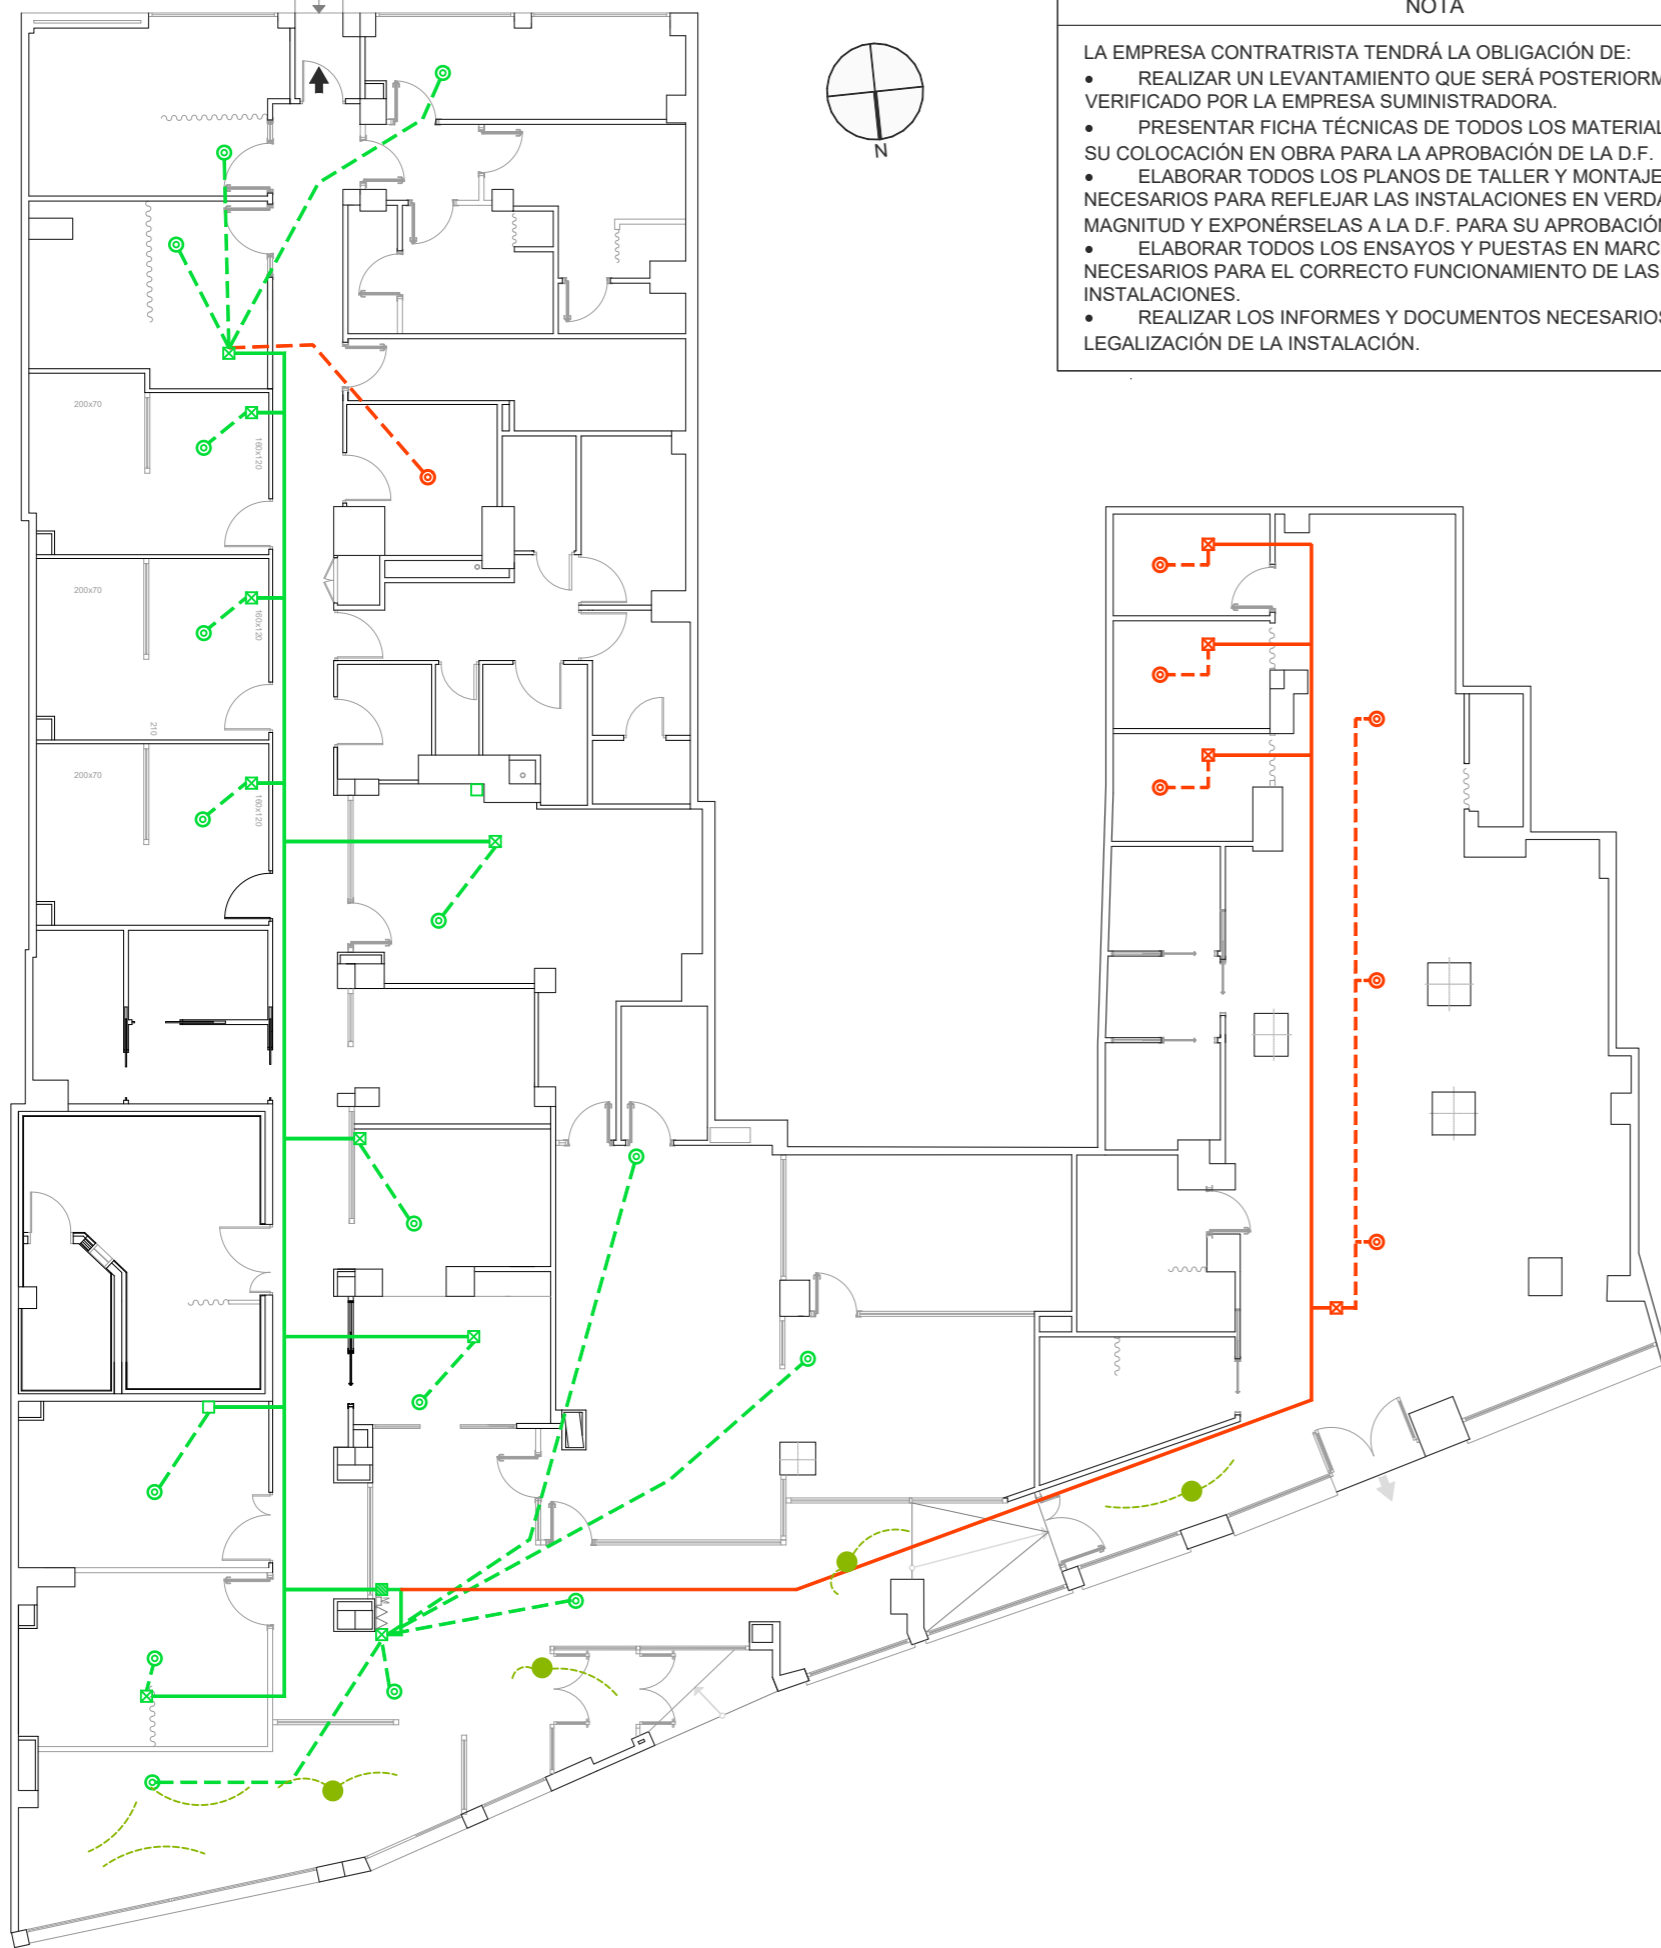 NOTA
LA EMPRESA CONTRATRISTA TENDRÁ LA OBLIGACIÓN DE:
• REALIZAR UN LEVANTAMIENTO QUE SERÁ POSTERIORM
VERIFICADO POR LA EMPRESA SUMINISTRADORA.
• PRESENTAR FICHA TÉCNICAS DE TODOS LOS MATERIAL
SU COLOCACIÓN EN OBRA PARA LA APROBACIÓN DE LA D.F.
• ELABORAR TODOS LOS PLANOS DE TALLER Y MONTAJE
NECESARIOS PARA REFLEJAR LAS INSTALACIONES EN VERDA
MAGNITUD Y EXPONÉRSELAS A LA D.F. PARA SU APROBACIÓN
• ELABORAR TODOS LOS ENSAYOS Y PUESTAS EN MARC
NECESARIOS PARA EL CORRECTO FUNCIONAMIENTO DE LAS
INSTALACIONES.
• REALIZAR LOS INFORMES Y DOCUMENTOS NECESARIOS
LEGALIZACIÓN DE LA INSTALACIÓN.
N
200x70
160x120
200x70
160x120
210
200x70
160x120
M